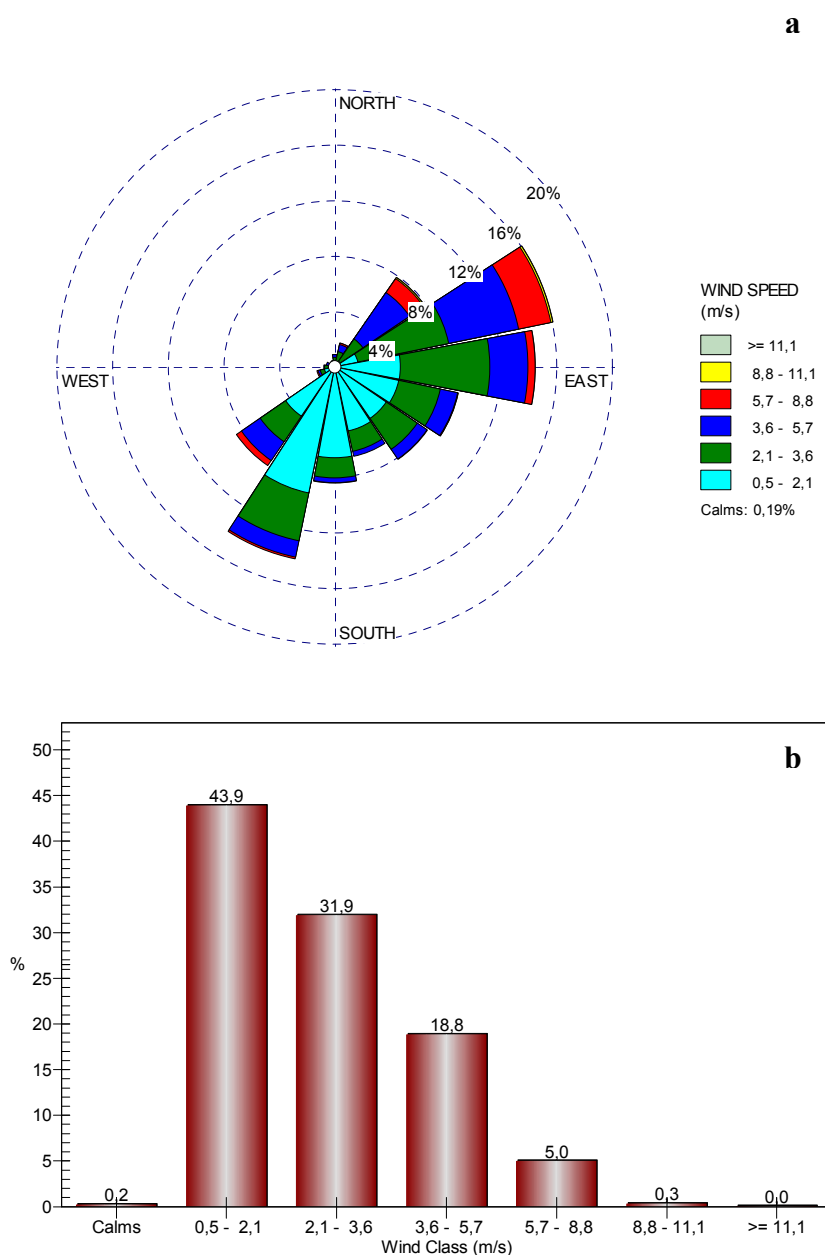 a
NORTH
20%
16%
12%
8%
4%
WEST
EAST
SOUTH
WIND SPEED
(m/s)
>= 11,1
8,8 - 11,1
5,7 - 8,8
3,6 - 5,7
2,1 - 3,6
0,5 - 2,1
Calms: 0,19%
b
%
50
45
40
35
30
25
20
15
10
5
0
0,2
43,9
31,9
18,8
5,0
0,3
0,0
Calms
0,5 - 2,1
2,1 - 3,6
3,6 - 5,7
5,7 - 8,8
8,8 - 11,1
>= 11,1
Wind Class (m/s)